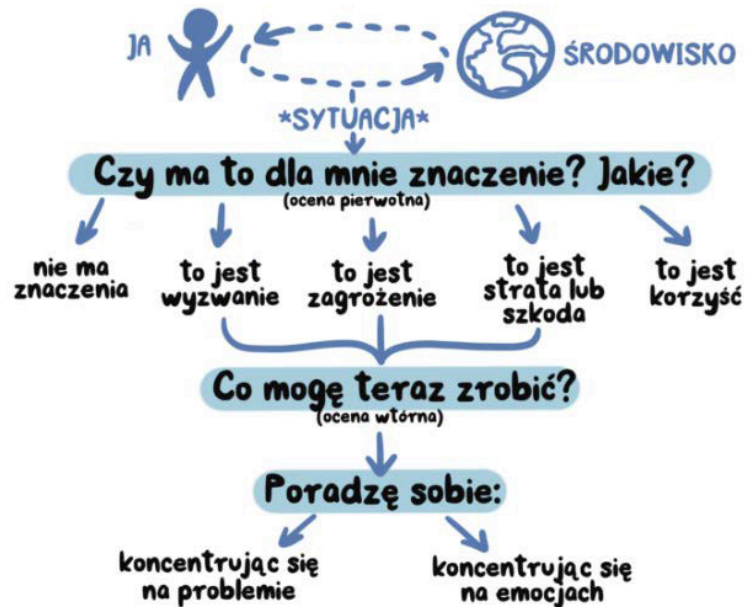 JA
ŚRODOWISKO
*SYTUACJA*
Czy ma to dla mnie znaczenie? Jakie?
(ocena pierwotna)
nie ma
znaczenia
to jest
wyzwanie
to jest
zagrożenie
to jest
strata lub
szkoda
to jest
korzyść
Co mogę teraz zrobić?
(ocena wtórna)
Poradzę sobie:
koncentrując się
na problemie
koncentrując się
na emocjach